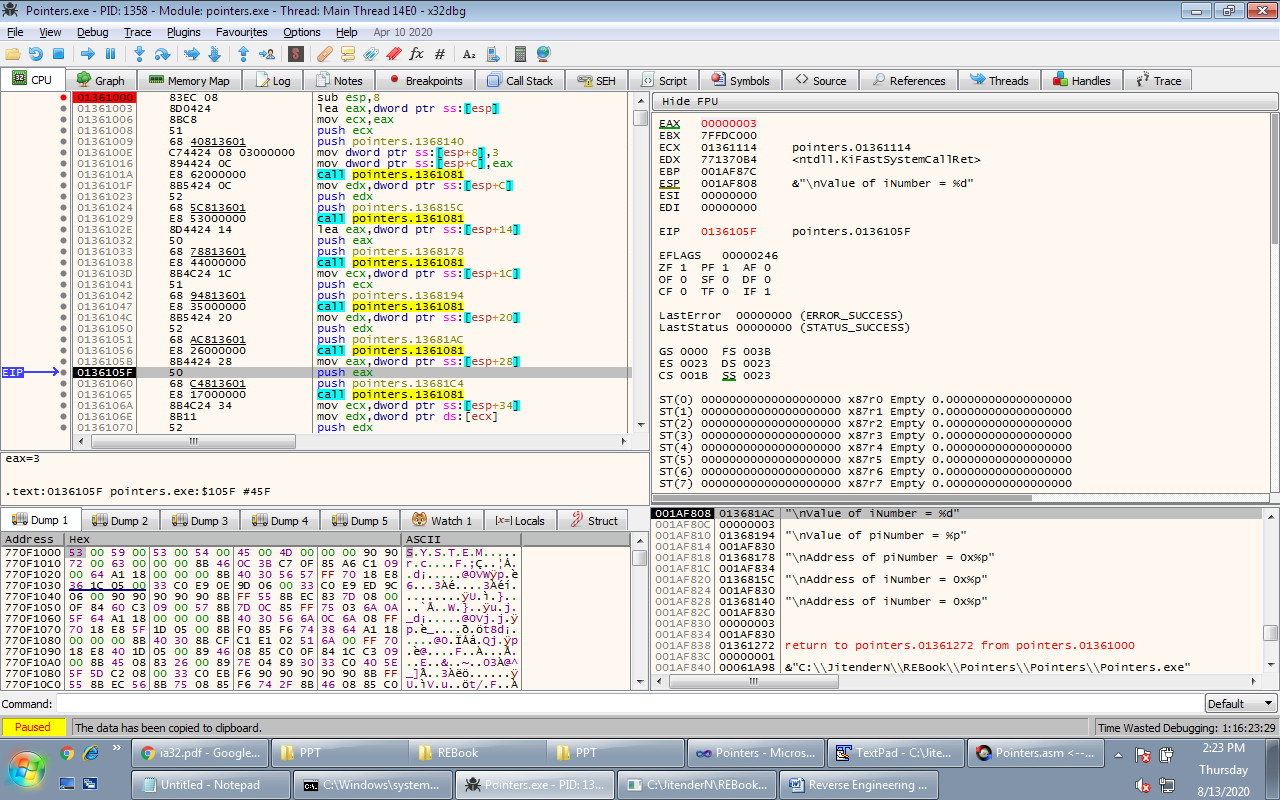 Pointers.exe - PID: 1358 - Module: pointers.exe - Thread: Main Thread 14E0 - x32dbg
File View Debug Trace Plugins Favourites Options Help Apr 10 2020
CPU Graph Memory Map Log Notes Breakpoints Call Stack SEH Script Symbols Source References Threads Handles Trace
01361000 83EC 08 sub esp,8
01361003 8D0424 lea eax,dword ptr ss:[esp]
01361006 8BC8 mov ecx,eax
01361008 51 push ecx
01361009 68 40813601 push pointers.1368140
0136100E C74424 08 03000000 mov dword ptr ss:[esp+8],3
01361016 894424 0C mov dword ptr ss:[esp+C],eax
0136101A E8 62000000 call pointers.1361081
0136101F 8B5424 0C mov edx,dword ptr ss:[esp+C]
01361023 52 push edx
01361024 68 5C813601 push pointers.136815C
01361029 E8 53000000 call pointers.1361081
0136102E 8D4424 14 lea eax,dword ptr ss:[esp+14]
01361032 50 push eax
01361033 68 78813601 push pointers.1368178
01361038 E8 44000000 call pointers.1361081
0136103D 8B4C24 1C mov ecx,dword ptr ss:[esp+1C]
01361041 51 push ecx
01361042 68 94813601 push pointers.1368194
01361047 E8 35000000 call pointers.1361081
0136104C 8B5424 20 mov edx,dword ptr ss:[esp+20]
01361050 52 push edx
01361051 68 AC813601 push pointers.13681AC
01361056 E8 26000000 call pointers.1361081
0136105B 8B4424 28 mov eax,dword ptr ss:[esp+28]
EIP 0136105F 50 push eax
01361060 68 C4813601 push pointers.13681C4
01361065 E8 17000000 call pointers.1361081
0136106A 8B4C24 34 mov ecx,dword ptr ss:[esp+34]
0136106E 8B11 mov edx,dword ptr ds:[ecx]
01361070 52 push edx
eax=3
.text:0136105F pointers.exe:$105F #45F
Hide FPU
EAX 00000003
EBX 7FFDC000
ECX 01361114 pointers.01361114
EDX 771370B4 <ntdll.KiFastSystemCallRet>
EBP 001AF87C
ESP 001AF808 &"\nValue of iNumber = %d"
ESI 00000000
EDI 00000000
EIP 0136105F pointers.0136105F
EFLAGS 00000246
ZF 1 PF 1 AF 0
OF 0 SF 0 DF 0
CF 0 TF 0 IF 1
LastError 00000000 (ERROR_SUCCESS)
LastStatus 00000000 (STATUS_SUCCESS)
GS 0000 FS 003B
ES 0023 DS 0023
CS 001B SS 0023
ST(0) 00000000000000000000 x87r0 Empty 0.000000000000000000
ST(1) 00000000000000000000 x87r1 Empty 0.000000000000000000
ST(2) 00000000000000000000 x87r2 Empty 0.000000000000000000
ST(3) 00000000000000000000 x87r3 Empty 0.000000000000000000
ST(4) 00000000000000000000 x87r4 Empty 0.000000000000000000
ST(5) 00000000000000000000 x87r5 Empty 0.000000000000000000
ST(6) 00000000000000000000 x87r6 Empty 0.000000000000000000
ST(7) 00000000000000000000 x87r7 Empty 0.000000000000000000
Dump 1 Dump 2 Dump 3 Dump 4 Dump 5 Watch 1 Locals Struct
Address Hex ASCII
770F1000 53 00 59 00 53 00 54 00 45 00 4D 00 00 00 90 90 S.Y.S.T.E.M.....
770F1010 72 00 63 00 00 00 8B 46 0C 3B C7 0F 85 A6 C1 09
770F1020 00 64 A1 18 00 00 00 8B 40 30 56 57 FF 70 18 E8
770F1030 36 1C 05 00 33 C0 E9 0E 9D 06 00 33 C0 E9 ED 9C
770F1040 06 00 90 90 90 90 90 8B FF 55 8B EC 83 7D 08 00
770F1050 0F 84 60 C3 09 00 57 8B 7D 0C 85 FF 75 03 6A 0A
770F1060 5F 64 A1 18 00 00 00 8B 40 30 56 6A 0C 6A 08 FF
770F1070 70 18 E8 5F 1D 05 00 8B F0 85 F6 74 38 64 A1 18
770F1080 00 00 00 8B 40 30 8B CF C1 E1 02 51 6A 00 FF 70
770F1090 18 E8 40 1D 05 00 89 46 08 85 C0 0F 84 1C C3 09
770F10A0 00 8B 45 08 83 26 00 89 7E 04 89 30 33 C0 40 5E
770F10B0 5F 5D C2 08 00 33 C0 EB F6 90 90 90 90 90 8B FF
770F10C0 55 8B EC 56 8B 75 08 85 F6 74 2F 8B 46 08 85 C0
001AF808 013681AC "\nValue of iNumber = %d"
001AF80C 00000003
001AF810 01368194 "\nValue of piNumber = %p"
001AF814 001AF830
001AF818 01368178 "\nAddress of piNumber = 0x%p"
001AF81C 001AF834
001AF820 0136815C "\nAddress of iNumber = 0x%p"
001AF824 001AF830
001AF828 01368140 "\nAddress of iNumber = 0x%p"
001AF82C 001AF830
001AF830 00000003
001AF834 001AF830
001AF838 01361272 return to pointers.01361272 from pointers.01361000
001AF83C 00000001
001AF840 00061A98 &"C:\\JitenderN\\REBook\\Pointers\\Pointers\\Pointers.exe"
Command: Default
Paused The data has been copied to clipboard. Time Wasted Debugging: 1:16:23:29
ia32.pdf - Google... PPT REBook PPT Pointers - Micros... TextPad - C:\Jite... Pointers.asm <--...
Untitled - Notepad C:\Windows\system... Pointers.exe - PID: 13... C:\JitenderN\REBook... Reverse Engineering ...
2:23 PM
Thursday
8/13/2020